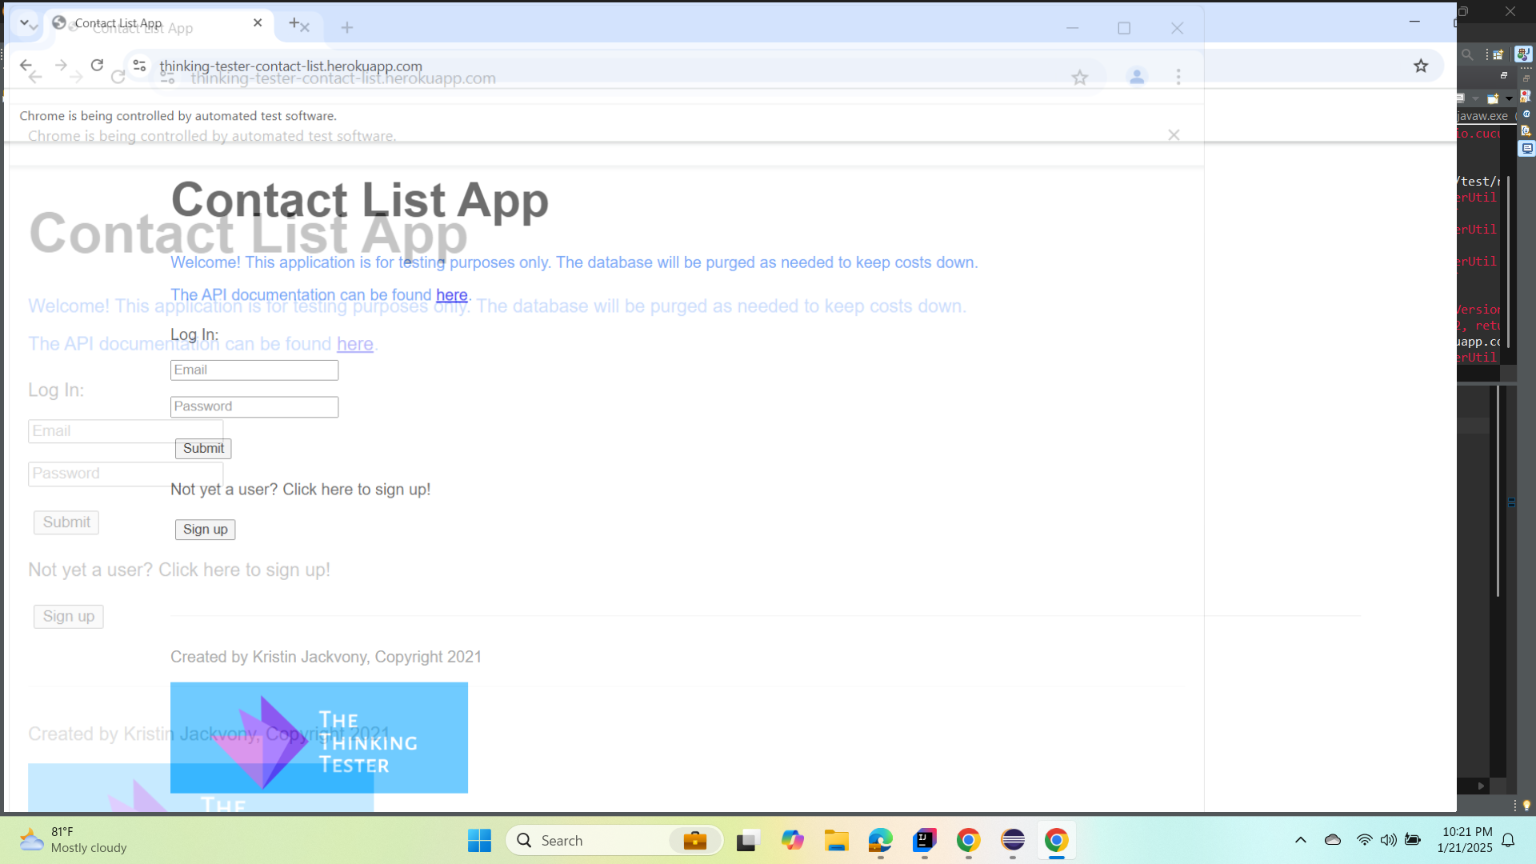 Contact List App
Contact List App
thinking-tester-contact-list.herokuapp.com
thinking-tester-contact-list.herokuapp.com
Chrome is being controlled by automated test software.
Chrome is being controlled by automated test software.
javaw.exe
io.cucu
/test/r
erUtil
erUtil
erUtil
Version
2, retu
uapp.co
erUtil
Contact List App
Contact List App
Welcome! This application is for testing purposes only. The database will be purged as needed to keep costs down.
The API documentation can be found here.
Welcome! This application is for testing purposes only. The database will be purged as needed to keep costs down.
Log In:
The API documentation can be found here.
Email
Log In:
Password
Email
Submit
Password
Not yet a user? Click here to sign up!
Submit
Sign up
Not yet a user? Click here to sign up!
Sign up
Created by Kristin Jackvony, Copyright 2021
THE
THINKING
TESTER
Created by Kristin Jackvony, Copyright 2021
THE
81°F
Mostly cloudy
Search
10:21 PM
1/21/2025